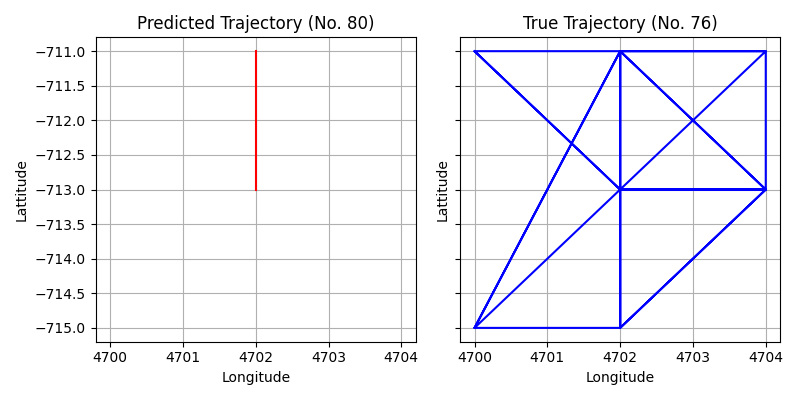 Predicted Trajectory (No. 80)
True Trajectory (No. 76)
Lattitude
−711.0
−711.5
−712.0
−712.5
−713.0
−713.5
−714.0
−714.5
−715.0
4700 4701 4702 4703 4704
Longitude
Lattitude
4700 4701 4702 4703 4704
Longitude